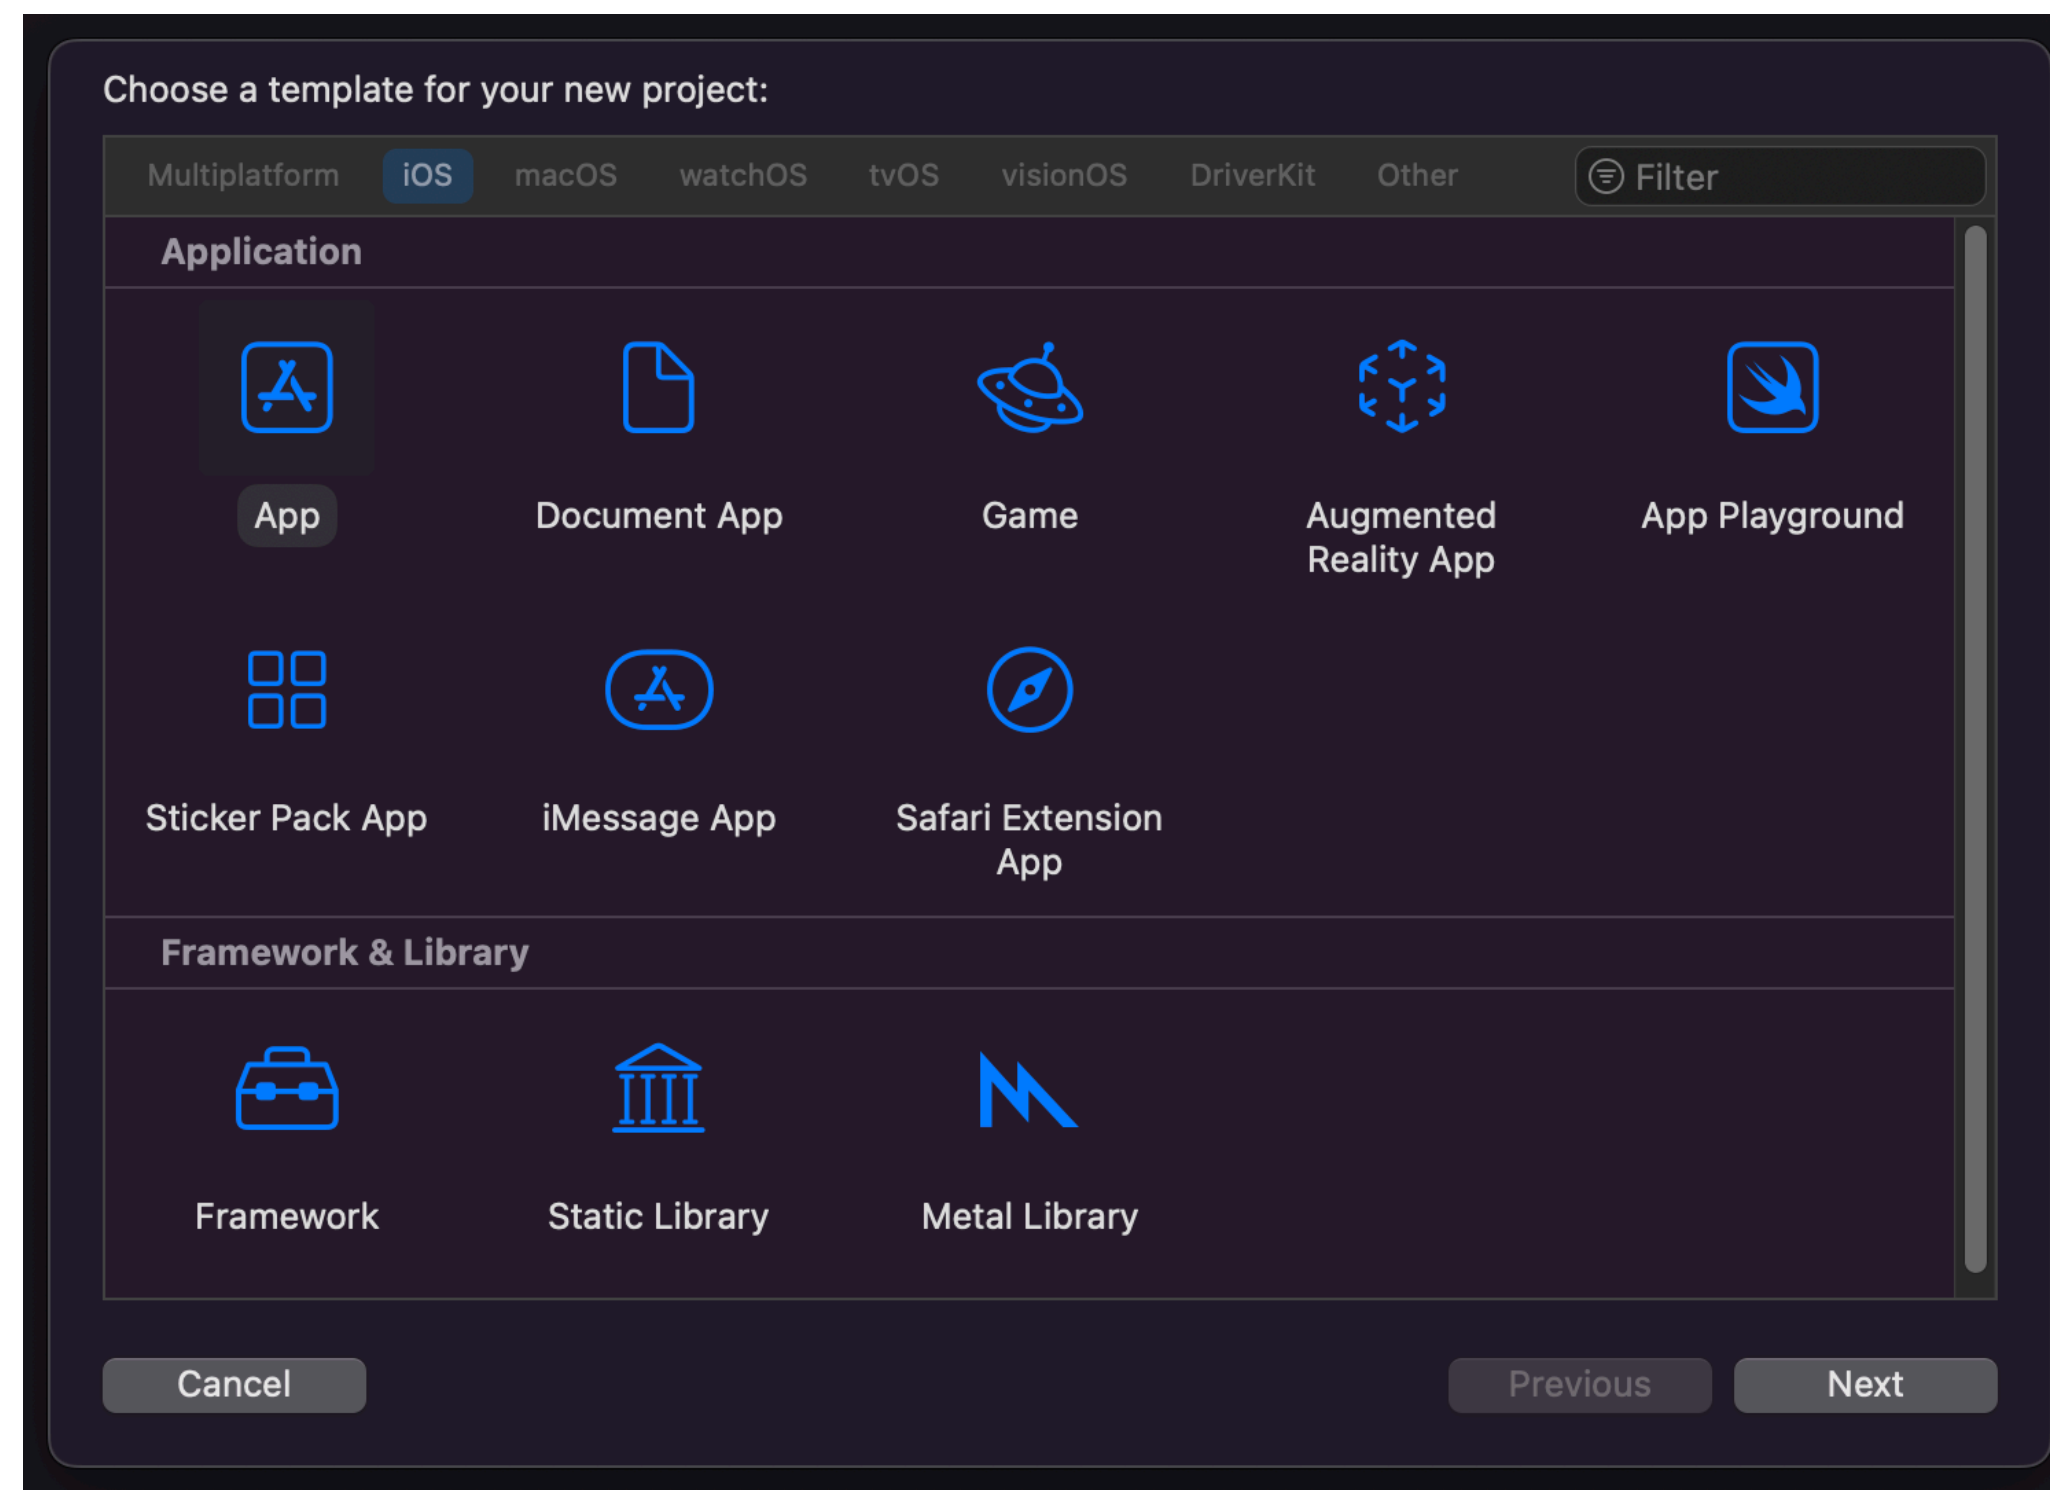 Choose a template for your new project:
Multiplatform iOS macOS watchOS tvOS visionOS DriverKit Other Filter
Application
App Document App Game Augmented Reality App App Playground
Sticker Pack App iMessage App Safari Extension App
Framework & Library
Framework Static Library Metal Library
Cancel Previous Next